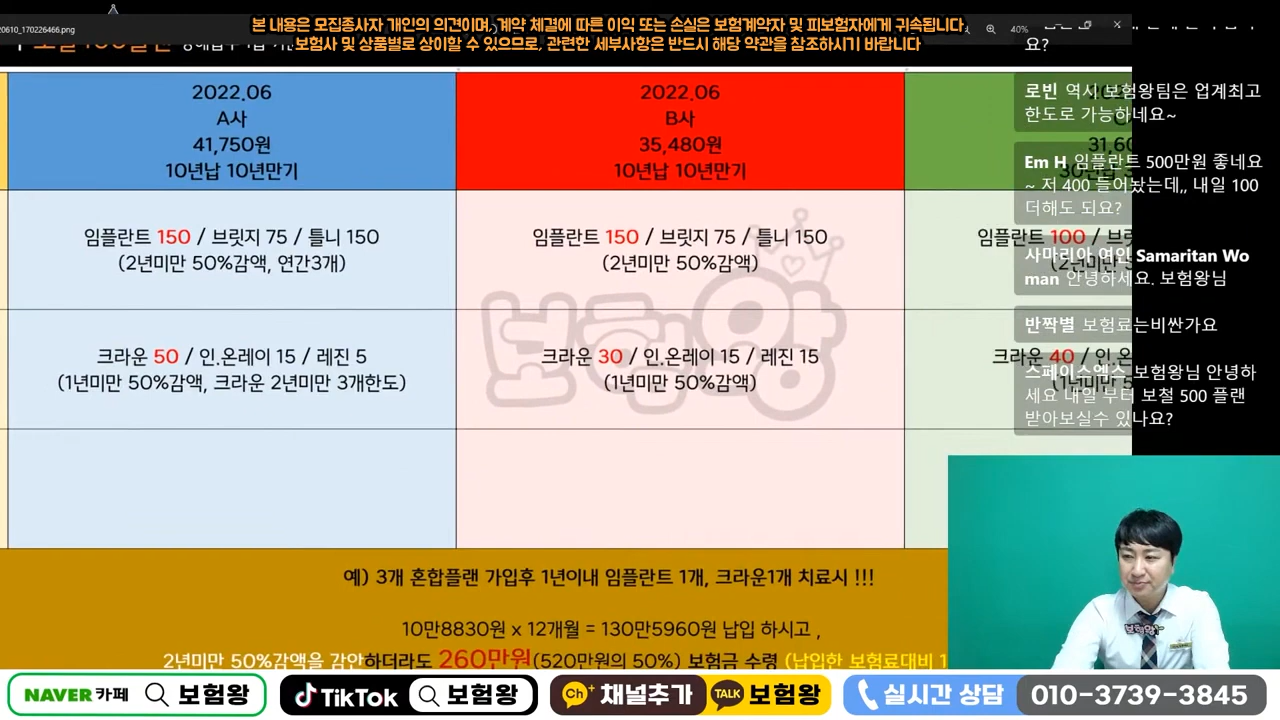 본 내용은 모집종사자 개인의 의견이며, 계약 체결에 따른 이익 또는 손실은 보험계약자 및 피보험자에게 귀속됩니다
보험사 및 상품별로 상이할 수 있으므로, 관련한 세부사항은 반드시 해당 약관을 참조하시기 바랍니다
20610_170226466.png
40%
2022.06
A사
41,750원
10년납 10년만기
2022.06
B사
35,480원
10년납 10년만기
임플란트 150 / 브릿지 75 / 틀니 150
(2년미만 50%감액, 연간3개)
임플란트 150 / 브릿지 75 / 틀니 150
(2년미만 50%감액)
임플란트 100 / 브릿
크라운 50 / 인.온레이 15 / 레진 5
(1년미만 50%감액, 크라운 2년미만 3개한도)
크라운 30 / 인.온레이 15 / 레진 15
(1년미만 50%감액)
크라운 40 / 인.온
보험왕
예) 3개 혼합플랜 가입후 1년이내 임플란트 1개, 크라운1개 치료시 !!!
10만8830원 x 12개월 = 130만5960원 납입 하시고 ,
2년미만 50%감액을 감안하더라도 260만원(520만원의 50%) 보험금 수령 (납입한 보험료대비 1
요?
로빈 역시 보험왕팀은 업계최고
한도로 가능하네요~
Em H 임플란트 500만원 좋네요
~ 저 400 들어놨는데,, 내일 100
더해도 되요?
사마리아 여인 Samaritan Wo
man 안녕하세요. 보험왕님
반짝별 보험료는비싼가요
스페이스엑스 보험왕님 안녕하
세요 내일 부터 보철 500 플랜
받아보실수 있나요?
보험왕
NAVER 카페 보험왕
TikTok 보험왕
Ch+ 채널추가 TALK 보험왕
실시간 상담 010-3739-3845